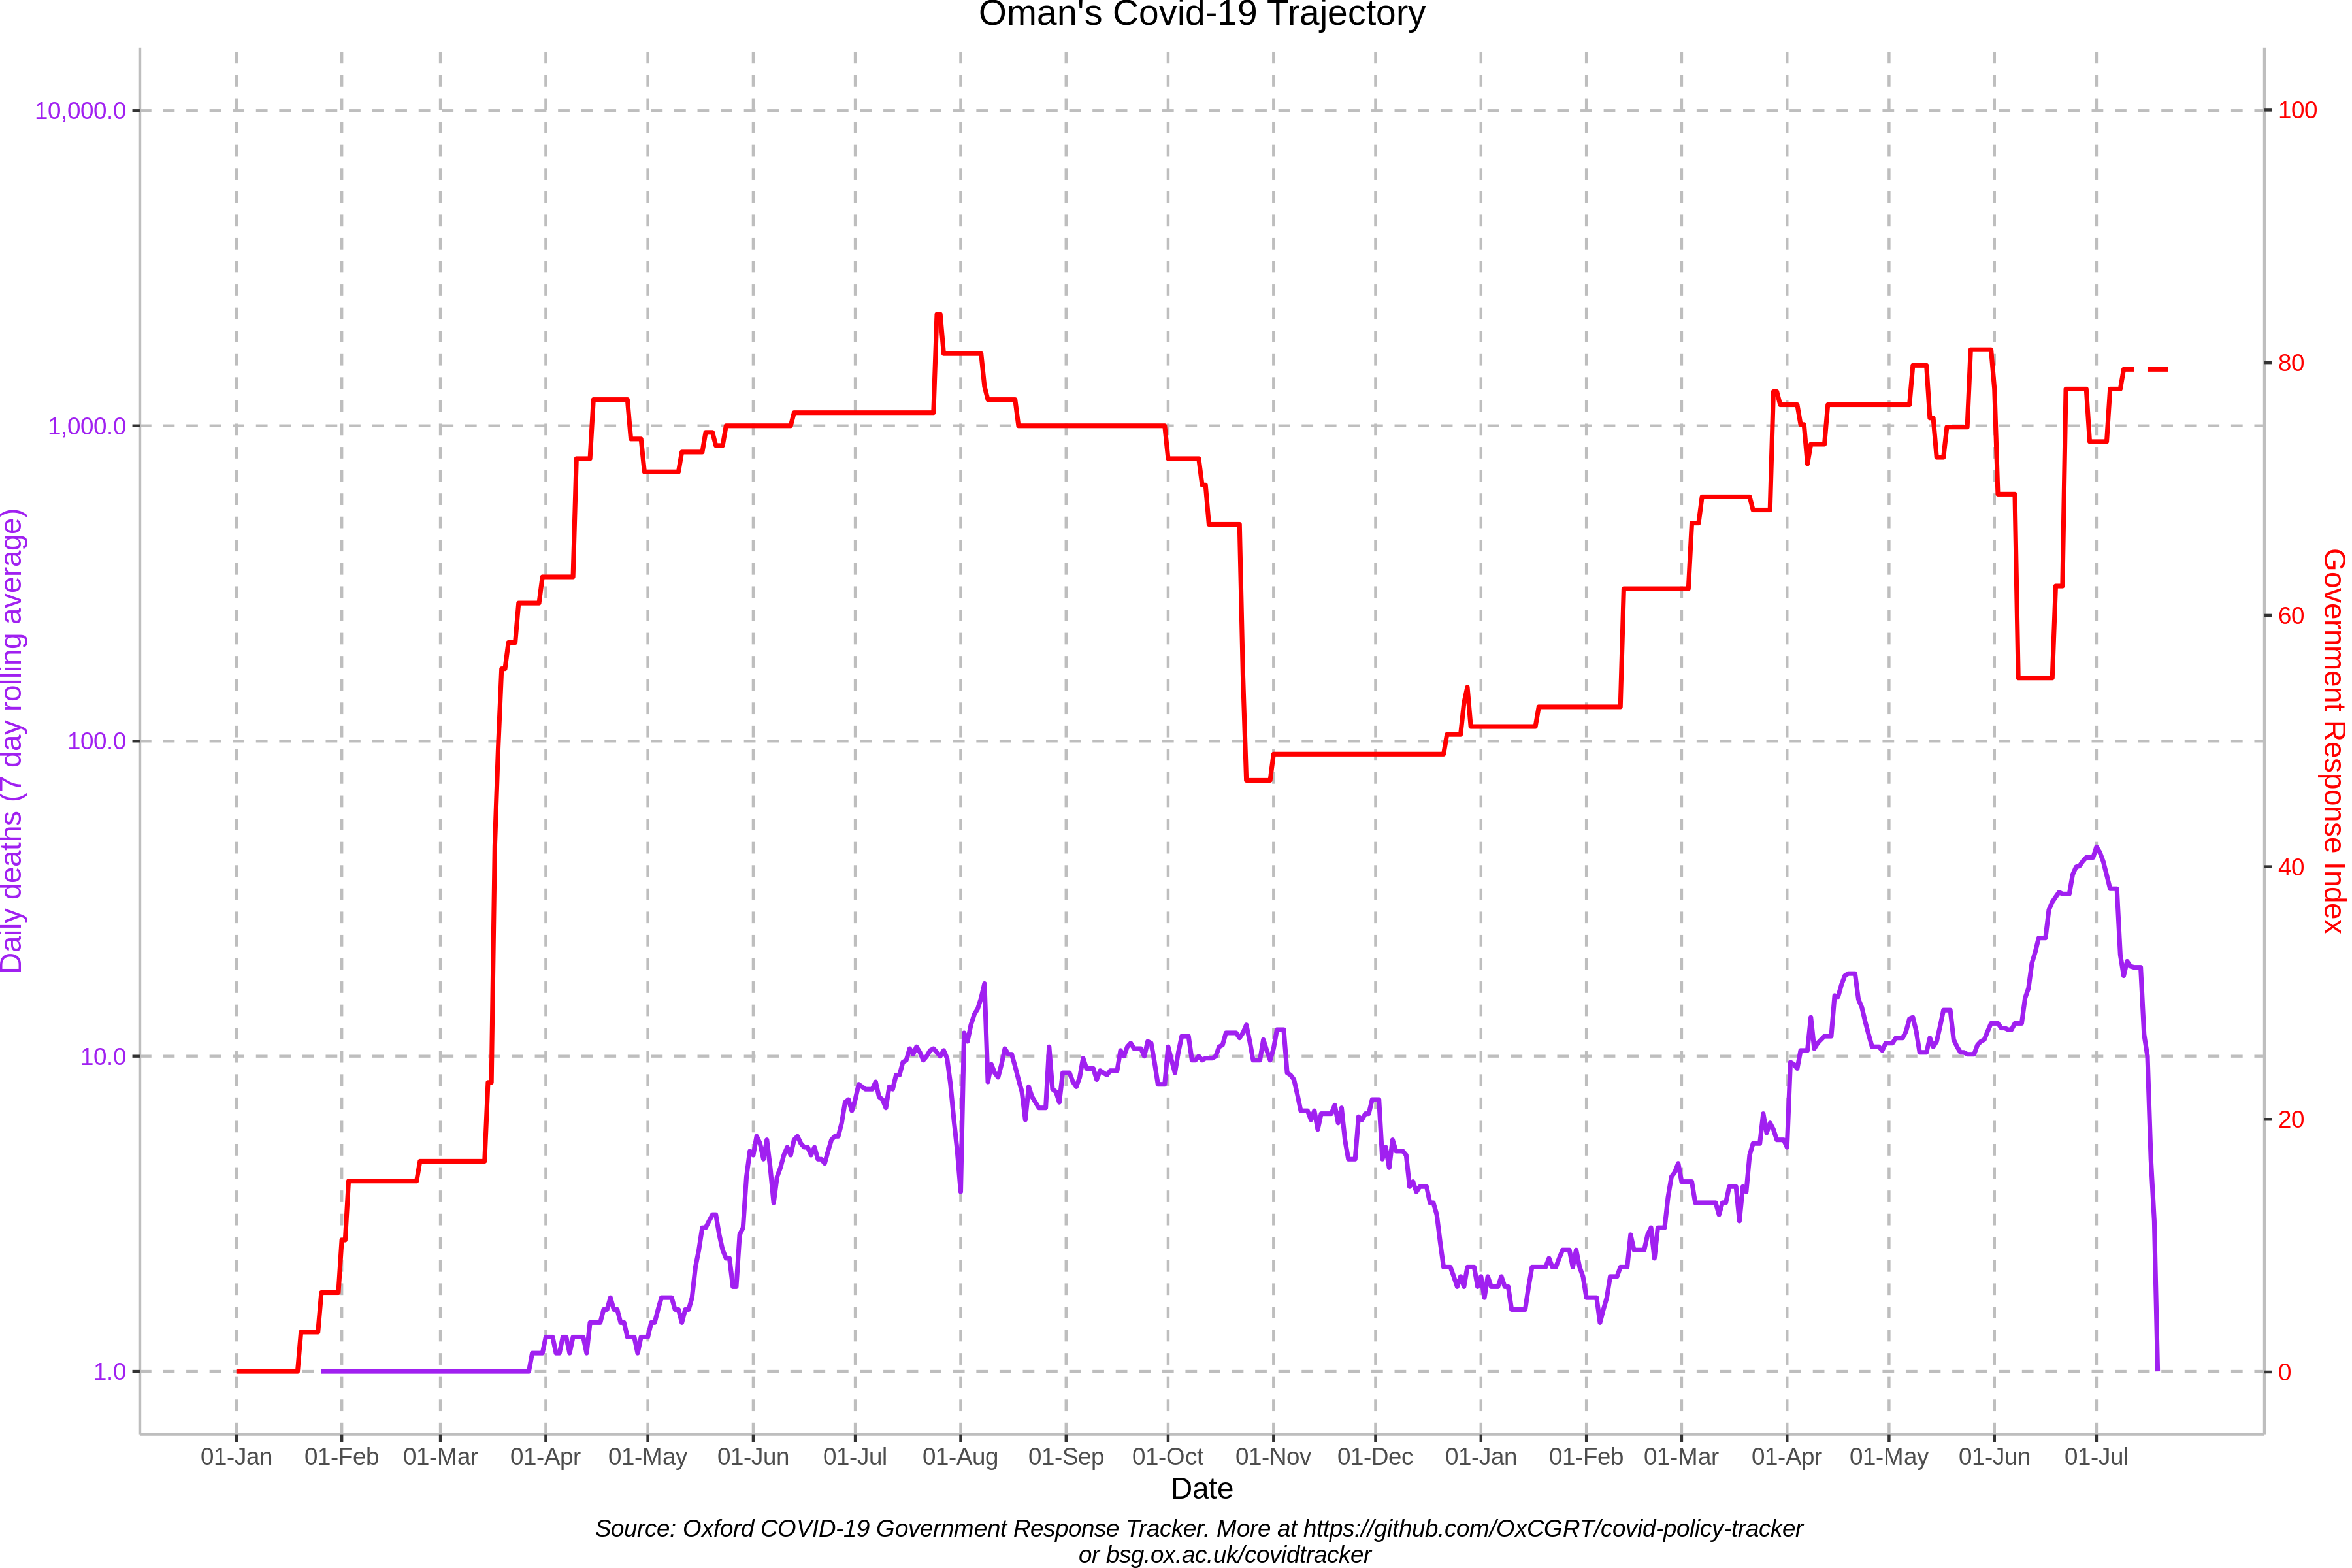 Oman's Covid-19 Trajectory
10,000.0
1,000.0
100.0
10.0
1.0
Daily deaths (7 day rolling average)
100
80
60
40
20
0
Government Response Index
01-Jan 01-Feb 01-Mar 01-Apr 01-May 01-Jun 01-Jul 01-Aug 01-Sep 01-Oct 01-Nov 01-Dec 01-Jan 01-Feb 01-Mar 01-Apr 01-May 01-Jun 01-Jul
Date
Source: Oxford COVID-19 Government Response Tracker. More at https://github.com/OxCGRT/covid-policy-tracker
or bsg.ox.ac.uk/covidtracker